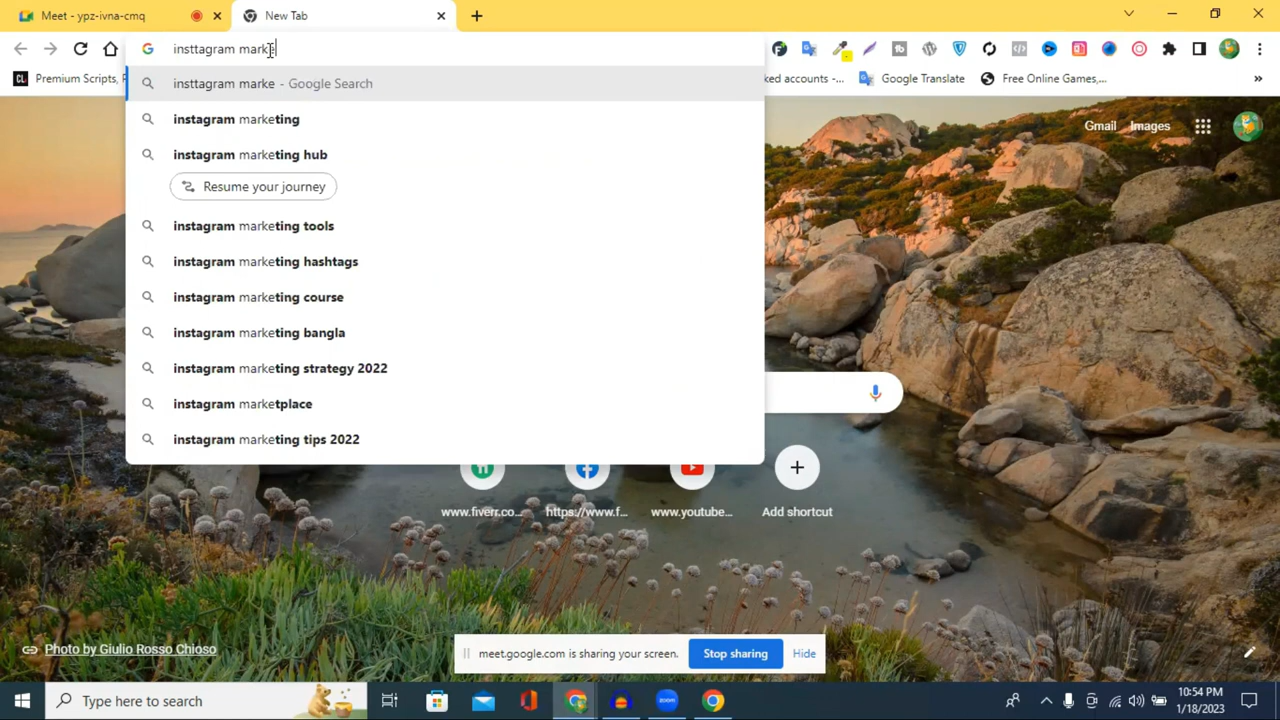 Meet - ypz-ivna-cmq
New Tab
insttagram marke
Premium Scripts, P
ked accounts -...
Google Translate
Free Online Games,...
»
insttagram marke - Google Search
instagram marketing
instagram marketing hub
Resume your journey
instagram marketing tools
instagram marketing hashtags
instagram marketing course
instagram marketing bangla
instagram marketing strategy 2022
instagram marketplace
instagram marketing tips 2022
Gmail
Images
www.fiverr.co...
https://www.f...
www.youtube...
Add shortcut
Photo by Giulio Rosso Chioso
meet.google.com is sharing your screen.
Stop sharing
Hide
Type here to search
10:54 PM
1/18/2023